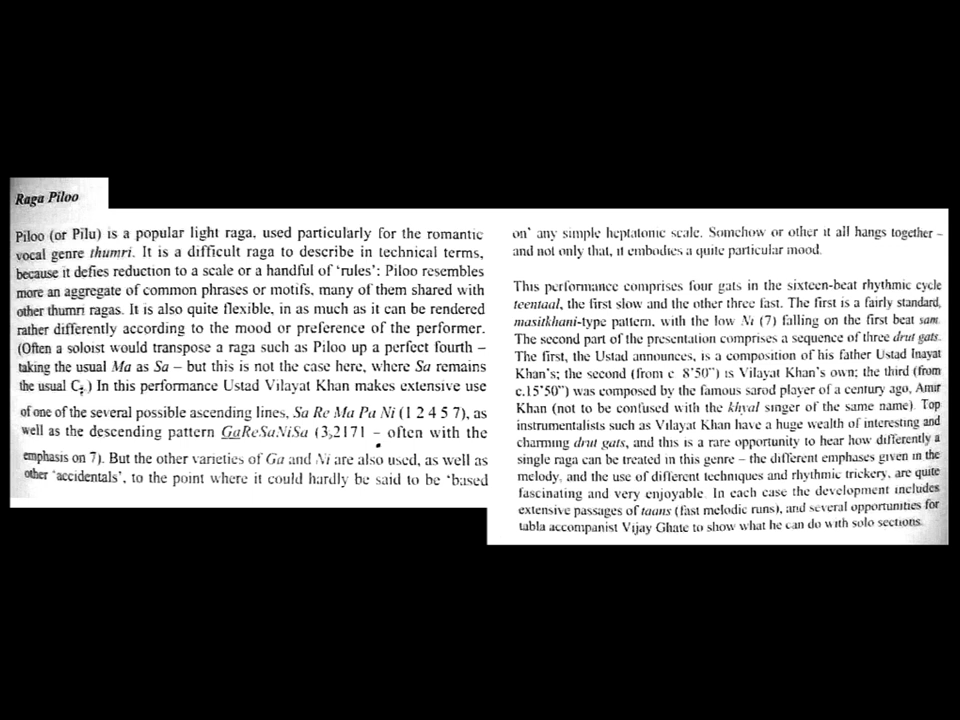 Raga Piloo
Piloo (or Pilu) is a popular light raga, used particularly for the romantic
vocal genre thumri. It is a difficult raga to describe in technical terms,
because it defies reduction to a scale or a handful of 'rules': Piloo resembles
more an aggregate of common phrases or motifs, many of them shared with
other thumri ragas. It is also quite flexible, in as much as it can be rendered
rather differently according to the mood or preference of the performer.
(Often a soloist would transpose a raga such as Piloo up a perfect fourth –
taking the usual Ma as Sa – but this is not the case here, where Sa remains
the usual C.) In this performance Ustad Vilayat Khan makes extensive use
of one of the several possible ascending lines, Sa Re Ma Pa Ni (1 2 4 5 7), as
well as the descending pattern GaReSaNiSa (3,2171 – often with the
emphasis on 7). But the other varieties of Ga and Ni are also used, as well as
other 'accidentals', to the point where it could hardly be said to be 'based
on' any simple heptatonic scale. Somehow or other it all hangs together –
and not only that, it embodies a quite particular mood.
This performance comprises four gats in the sixteen-beat rhythmic cycle
teentaal, the first slow and the other three fast. The first is a fairly standard,
masitkhani-type pattern, with the low Ni (7) falling on the first beat sam.
The second part of the presentation comprises a sequence of three drut gats.
The first, the Ustad announces, is a composition of his father Ustad Inayat
Khan's; the second (from c 8'50") is Vilayat Khan's own; the third (from
c.15'50") was composed by the famous sarod player of a century ago, Amir
Khan (not to be confused with the khyal singer of the same name). Top
instrumentalists such as Vilayat Khan have a huge wealth of interesting and
charming drut gats, and this is a rare opportunity to hear how differently a
single raga can be treated in this genre – the different emphases given in the
melody, and the use of different techniques and rhythmic trickery, are quite
fascinating and very enjoyable. In each case the development includes
extensive passages of taans (fast melodic runs), and several opportunities for
tabla accompanist Vijay Ghate to show what he can do with solo sections.